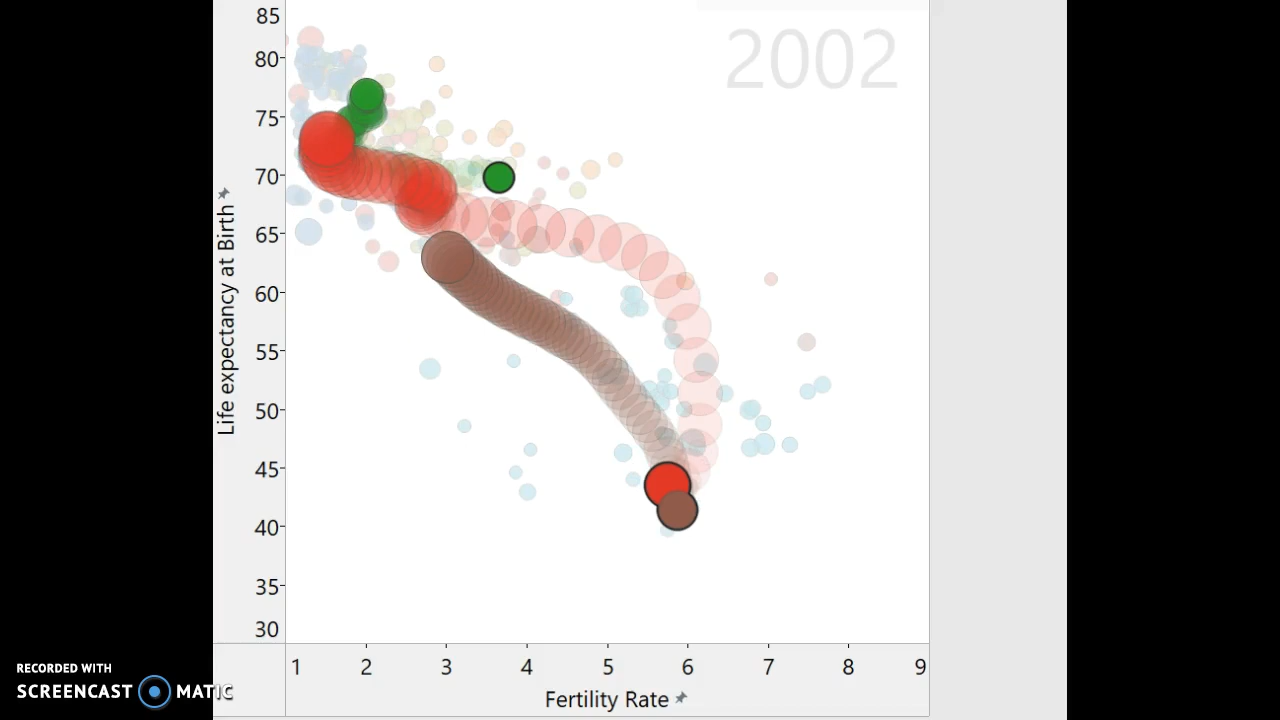 2002
85
80
75
70
65
60
55
50
45
40
35
30
Life expectancy at Birth
1 2 3 4 5 6 7 8 9
Fertility Rate
RECORDED WITH
SCREENCAST MATIC